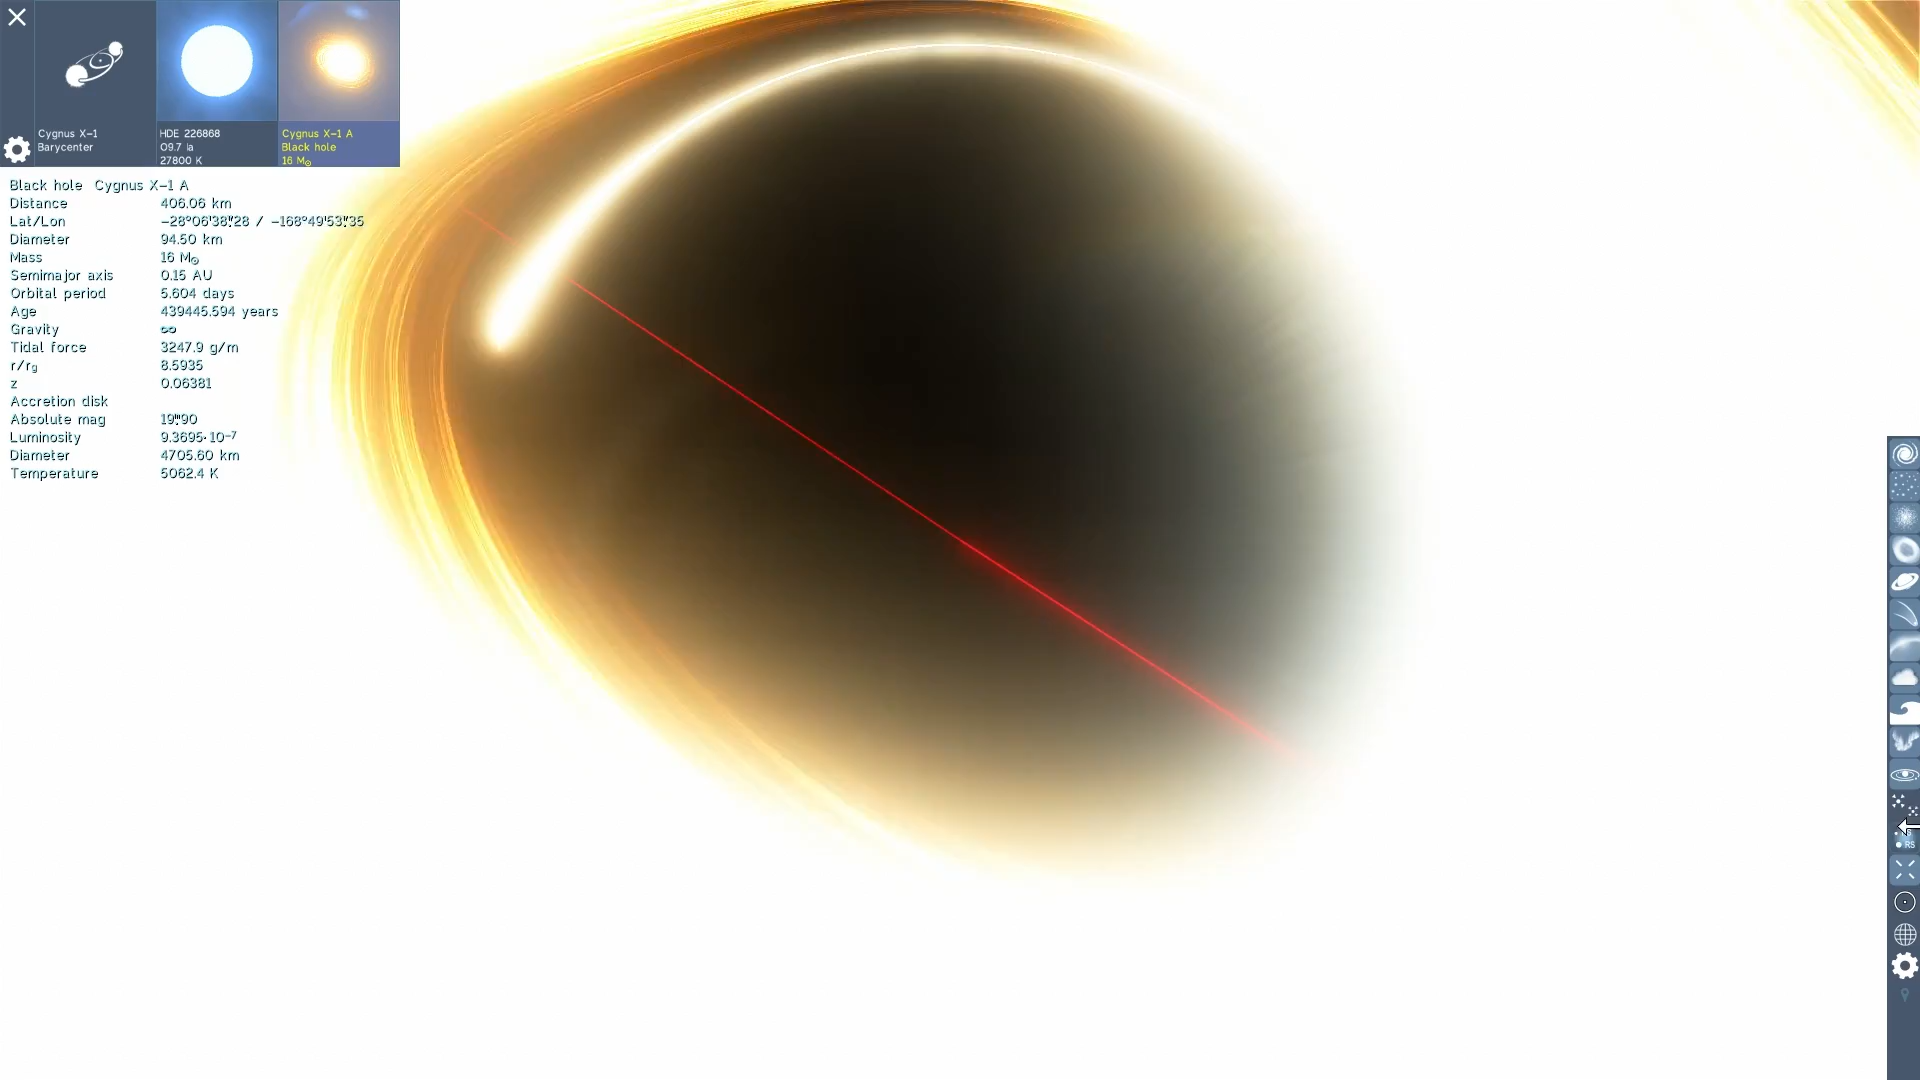 Cygnus X-1
Barycenter
HDE 226868
O9.7 Ia
27800 K
Cygnus X-1 A
Black hole
16 M☉
Black hole Cygnus X-1 A
Distance 406.06 km
Lat/Lon -28°06'38."28 / -168°49'53."35
Diameter 94.50 km
Mass 16 M☉
Semimajor axis 0.15 AU
Orbital period 5.604 days
Age 439445.594 years
Gravity ∞
Tidal force 3247.9 g/m
r/rg 8.5935
z 0.06381
Accretion disk
Absolute mag 19.ᵐ90
Luminosity 9.3695·10⁻⁷
Diameter 4705.60 km
Temperature 5062.4 K
RS